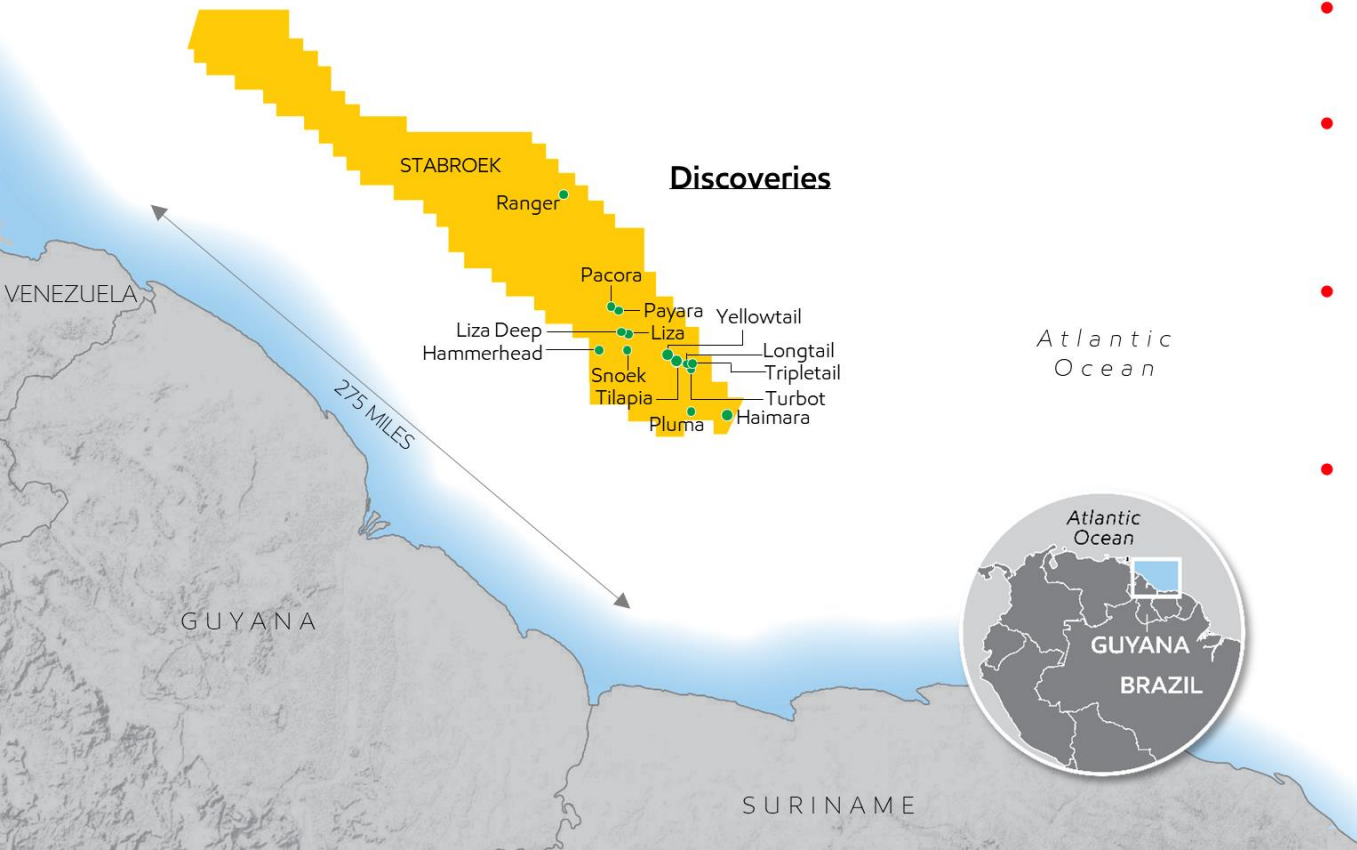 STABROEK
Discoveries
Ranger
Pacora
VENEZUELA
Payara
Yellowtail
Liza Deep
Liza
Hammerhead
Longtail
Snoek
Tripletail
Tilapia
Turbot
Pluma
Haimara
Atlantic
Ocean
275 MILES
GUYANA
SURINAME
Atlantic
Ocean
GUYANA
BRAZIL